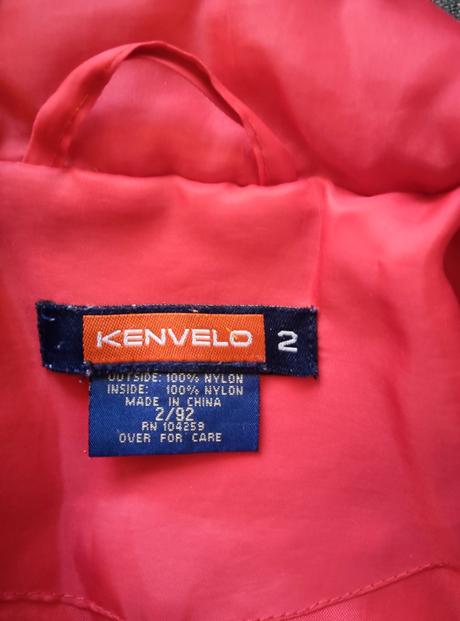 KENVELO 2
OUTSIDE: 100% NYLON
INSIDE: 100% NYLON
MADE IN CHINA
2/92
RN 104259
OVER FOR CARE